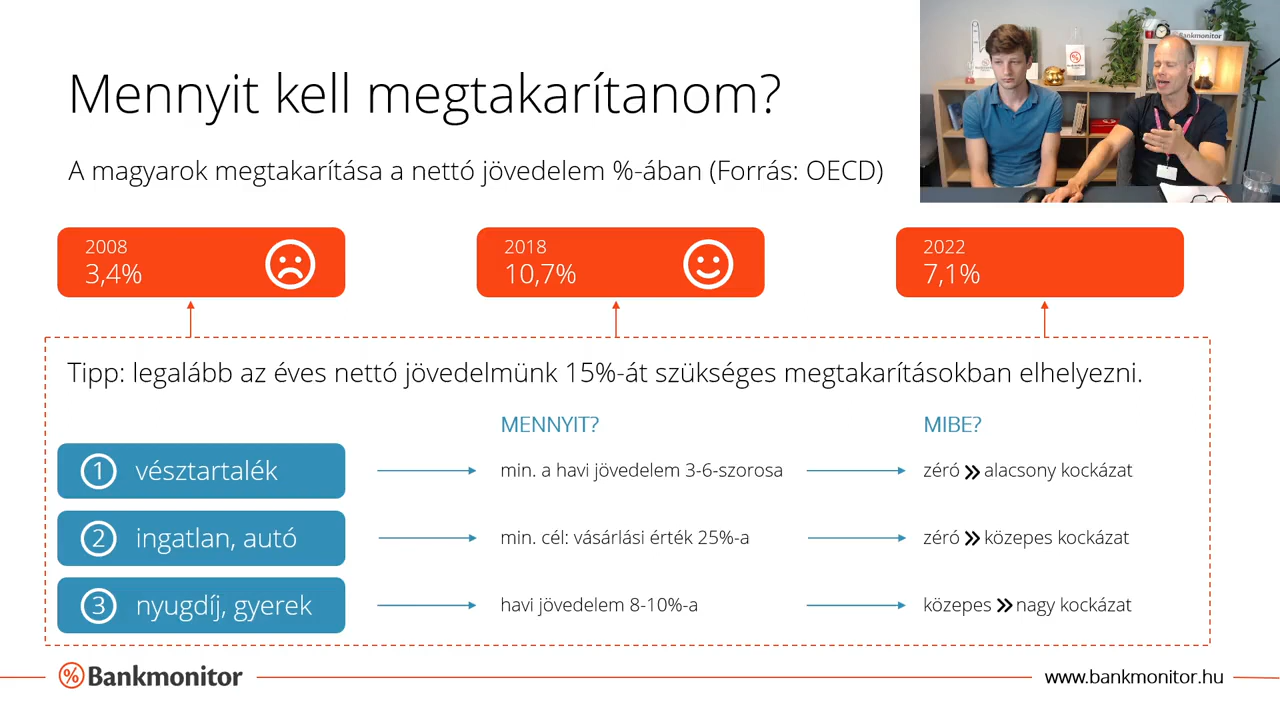 Mennyit kell megtakarítanom?
A magyarok megtakarítása a nettó jövedelem %-ában (Forrás: OECD)
2008
3,4%
2018
10,7%
2022
7,1%
Tipp: legalább az éves nettó jövedelmünk 15%-át szükséges megtakarításokban elhelyezni.
MENNYIT?
MIBE?
1 vésztartalék
min. a havi jövedelem 3-6-szorosa
zéró » alacsony kockázat
2 ingatlan, autó
min. cél: vásárlási érték 25%-a
zéró » közepes kockázat
3 nyugdíj, gyerek
havi jövedelem 8-10%-a
közepes » nagy kockázat
% Bankmonitor
www.bankmonitor.hu
Bankmonitor